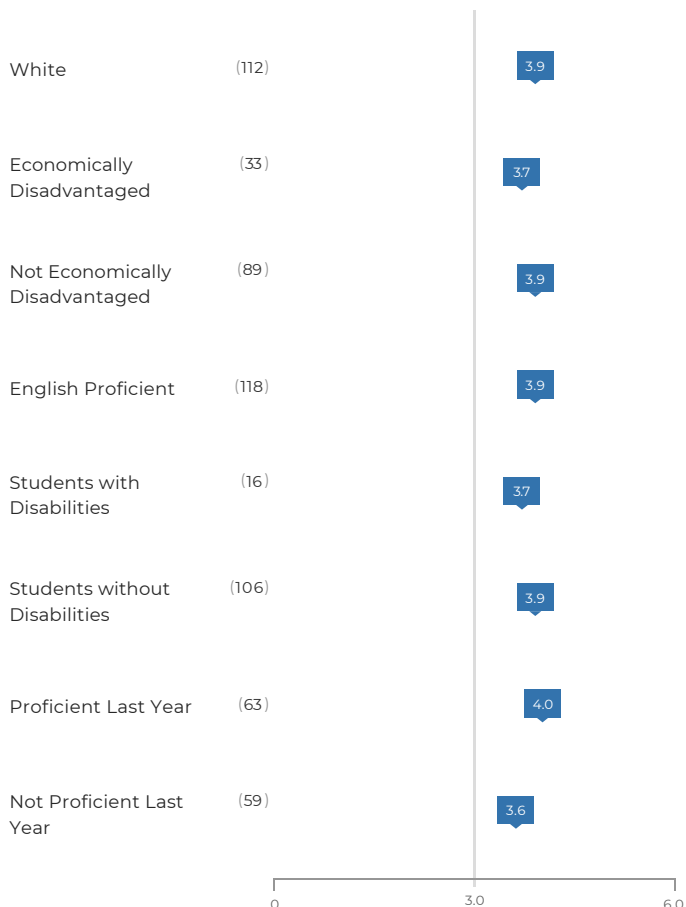 White (112) 3.9
Economically (33) 3.7
Disadvantaged
Not Economically (89) 3.9
Disadvantaged
English Proficient (118) 3.9
Students with (16) 3.7
Disabilities
Students without (106) 3.9
Disabilities
Proficient Last Year (63) 4.0
Not Proficient Last (59) 3.6
Year
0 3.0 6.0